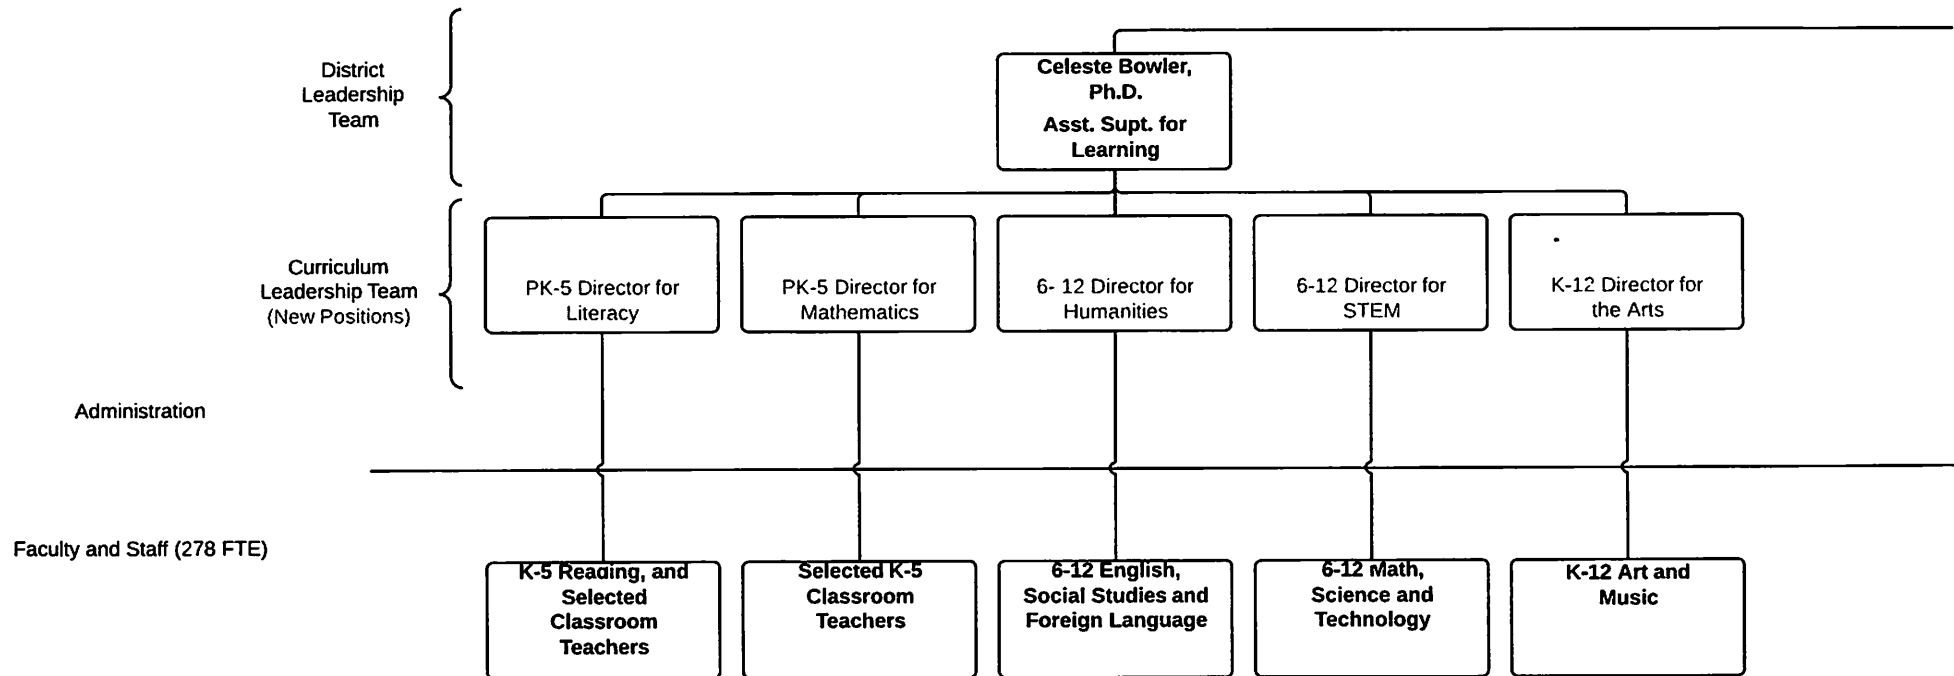 District
Leadership
Team
Celeste Bowler,
Ph.D.
Asst. Supt. for
Learning
Curriculum
Leadership Team
(New Positions)
PK-5 Director for
Literacy
PK-5 Director for
Mathematics
6- 12 Director for
Humanities
6-12 Director for
STEM
K-12 Director for
the Arts
Administration
Faculty and Staff (278 FTE)
K-5 Reading, and
Selected
Classroom
Teachers
Selected K-5
Classroom
Teachers
6-12 English,
Social Studies and
Foreign Language
6-12 Math,
Science and
Technology
K-12 Art and
Music